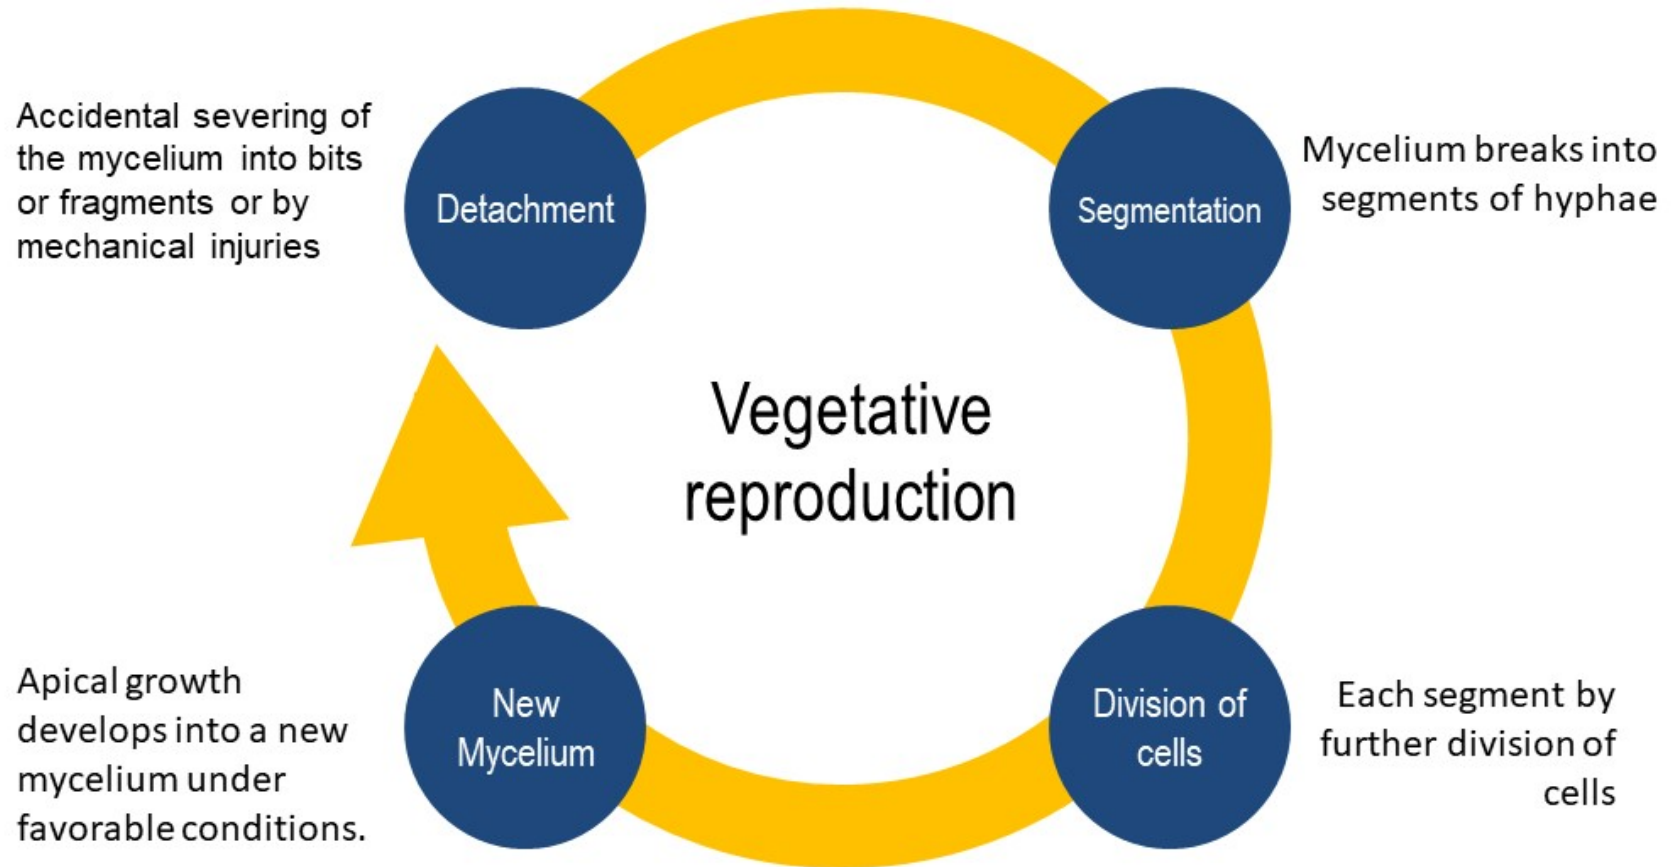 Accidental severing of
the mycelium into bits
or fragments or by
mechanical injuries
Detachment
Segmentation
Mycelium breaks into
segments of hyphae
Vegetative
reproduction
Apical growth
develops into a new
mycelium under
favorable conditions.
New
Mycelium
Division of
cells
Each segment by
further division of
cells